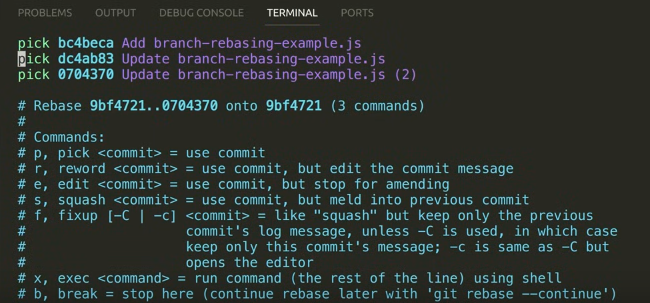 PROBLEMS OUTPUT DEBUG CONSOLE TERMINAL PORTS
pick bc4beca Add branch-rebasing-example.js
pick dc4ab83 Update branch-rebasing-example.js
pick 0704370 Update branch-rebasing-example.js (2)
# Rebase 9bf4721..0704370 onto 9bf4721 (3 commands)
#
# Commands:
# p, pick <commit> = use commit
# r, reword <commit> = use commit, but edit the commit message
# e, edit <commit> = use commit, but stop for amending
# s, squash <commit> = use commit, but meld into previous commit
# f, fixup [-C | -c] <commit> = like "squash" but keep only the previous
#                    commit's log message, unless -C is used, in which case
#                    keep only this commit's message; -c is same as -C but
#                    opens the editor
# x, exec <command> = run command (the rest of the line) using shell
# b, break = stop here (continue rebase later with 'git rebase --continue')